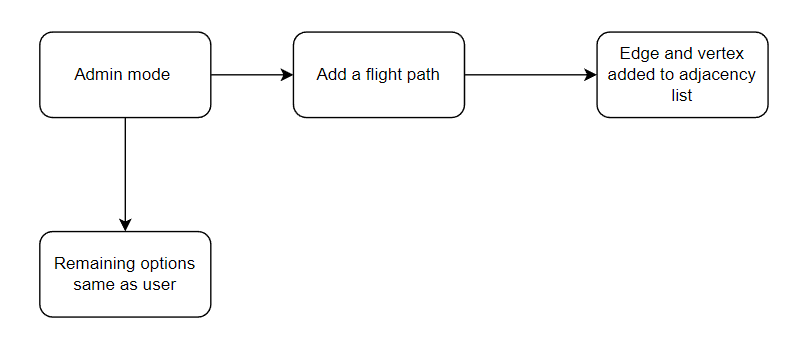 Admin mode
Add a flight path
Edge and vertex
added to adjacency
list
Remaining options
same as user